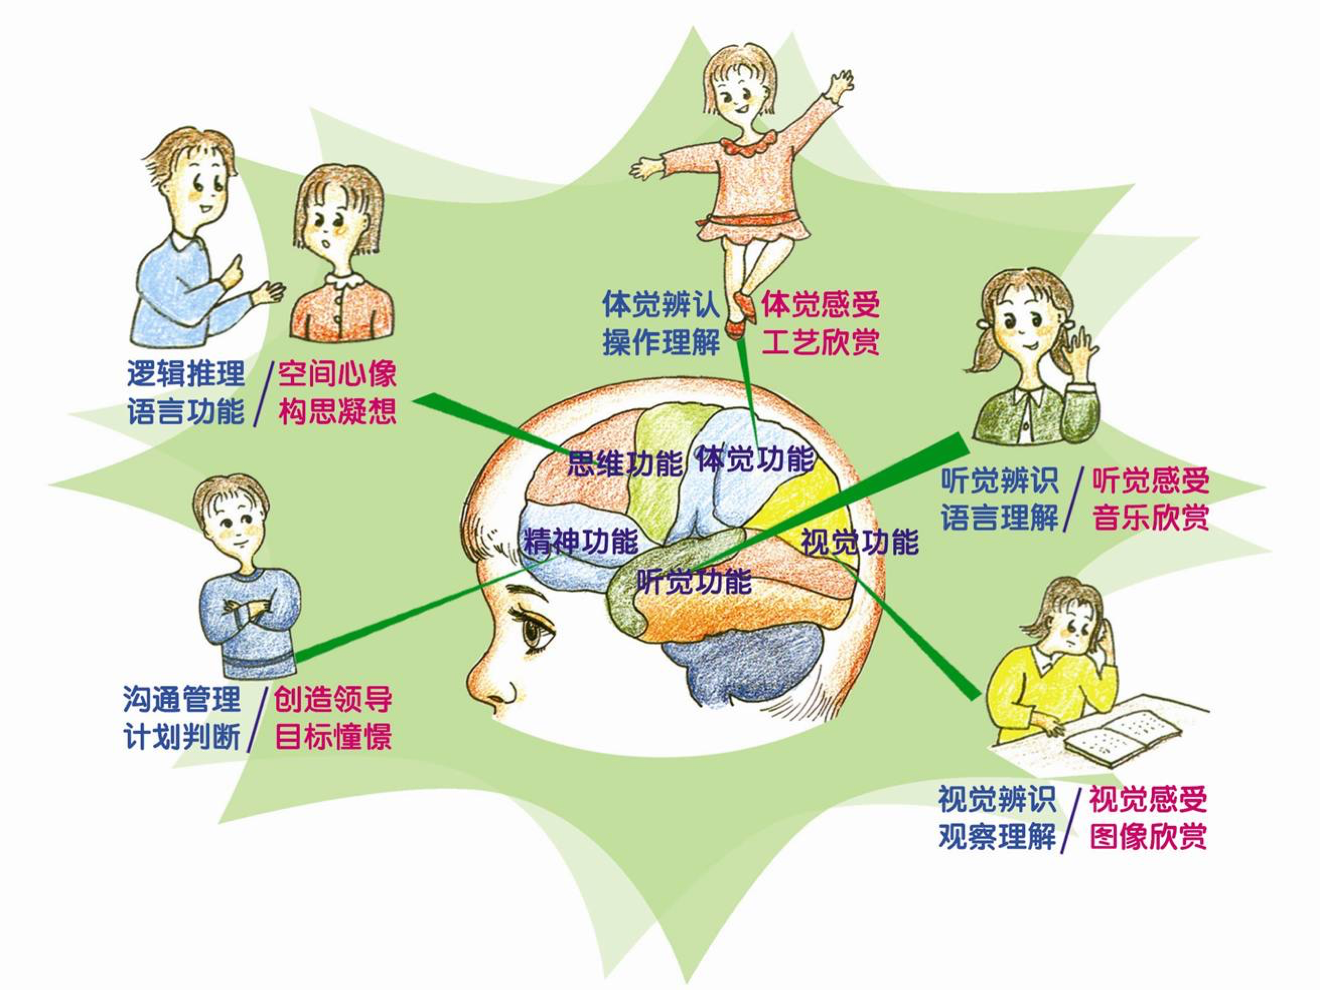 体觉辨认 体觉感受
操作理解 工艺欣赏
逻辑推理/空间心像
语言功能/构思凝想
思维功能 体觉功能
听觉辨识/听觉感受
语言理解/音乐欣赏
精神功能 视觉功能
听觉功能
沟通管理/创造领导
计划判断/目标憧憬
视觉辨识/视觉感受
观察理解/图像欣赏